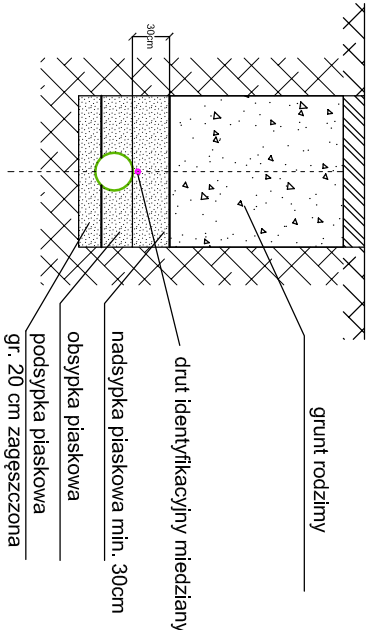 30cm
grunt rodzimy
drut identyfikacyjny miedziany
nadsypka piaskowa min. 30cm
obsypka piaskowa
podsypka piaskowa
gr. 20 cm zagęszczona